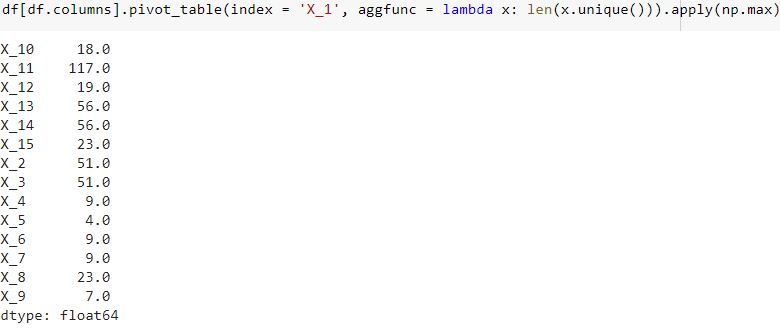 df[df.columns].pivot_table(index = 'X_1', aggfunc = lambda x: len(x.unique())).apply(np.max)
X_10 18.0
X_11 117.0
X_12 19.0
X_13 56.0
X_14 56.0
X_15 23.0
X_2 51.0
X_3 51.0
X_4 9.0
X_5 4.0
X_6 9.0
X_7 9.0
X_8 23.0
X_9 7.0
dtype: float64